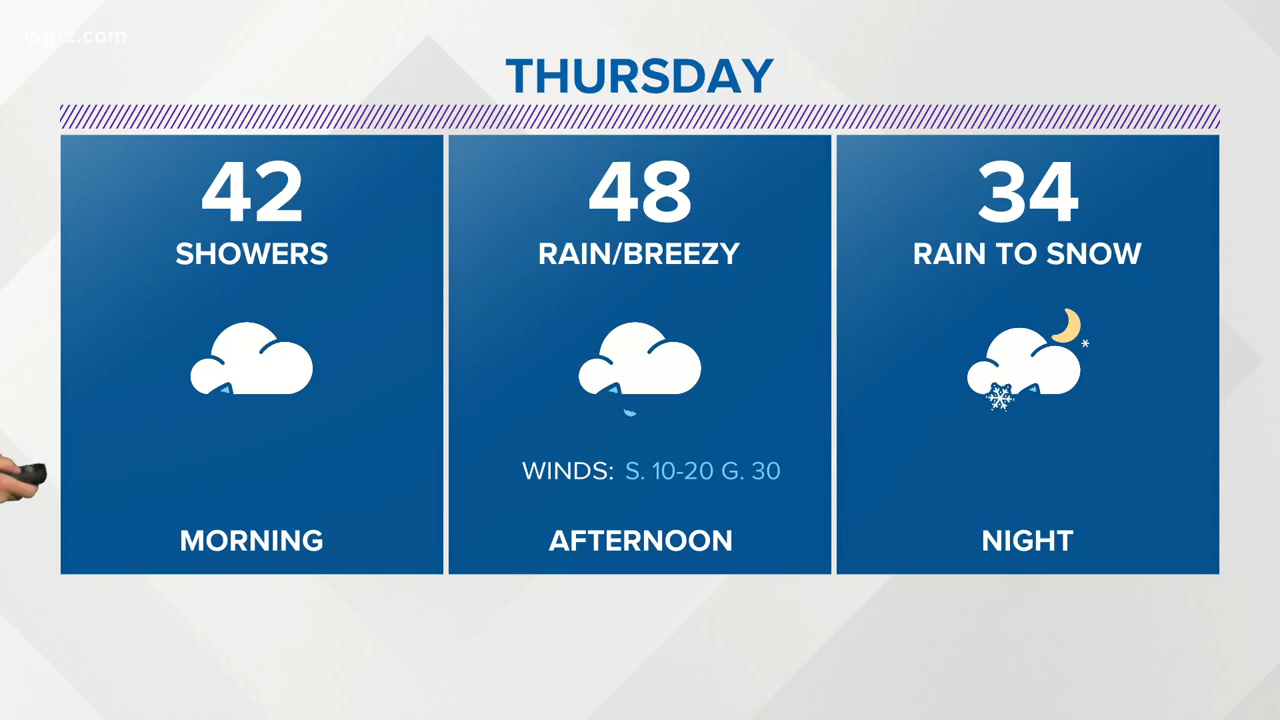 wgrz.com
THURSDAY
42
SHOWERS
MORNING
48
RAIN/BREEZY
WINDS: S. 10-20 G. 30
AFTERNOON
34
RAIN TO SNOW
NIGHT